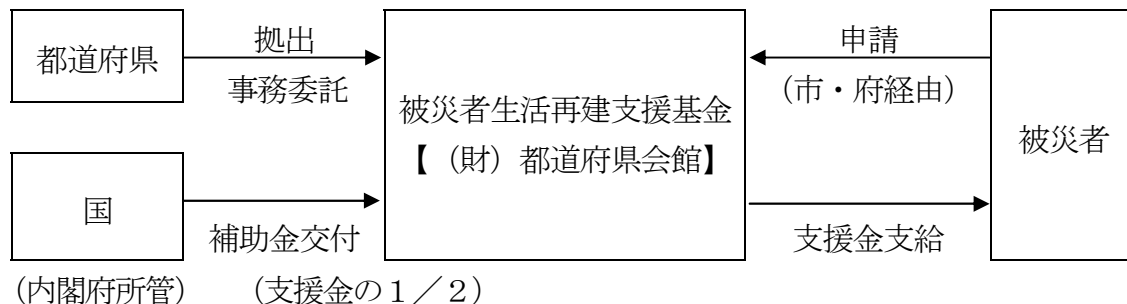 都道府県
拠出
事務委託
被災者生活再建支援基金
【（財）都道府県会館】
申請
（市・府経由）
被災者
国
補助金交付
支援金支給
（内閣府所管）
（支援金の１／２）